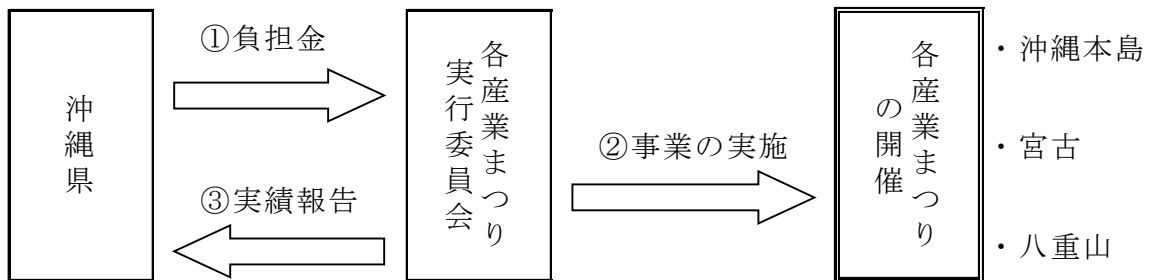 沖縄県
①負担金
③実績報告
各産業まつり
実行委員会
②事業の実施
各産業まつり
の開催
・沖縄本島
・宮古
・八重山